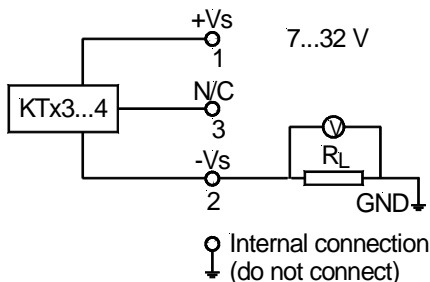 +Vs 7...32 V
1
N/C
KTx3...4
3
-Vs
2
V
RL
GND
Internal connection
(do not connect)